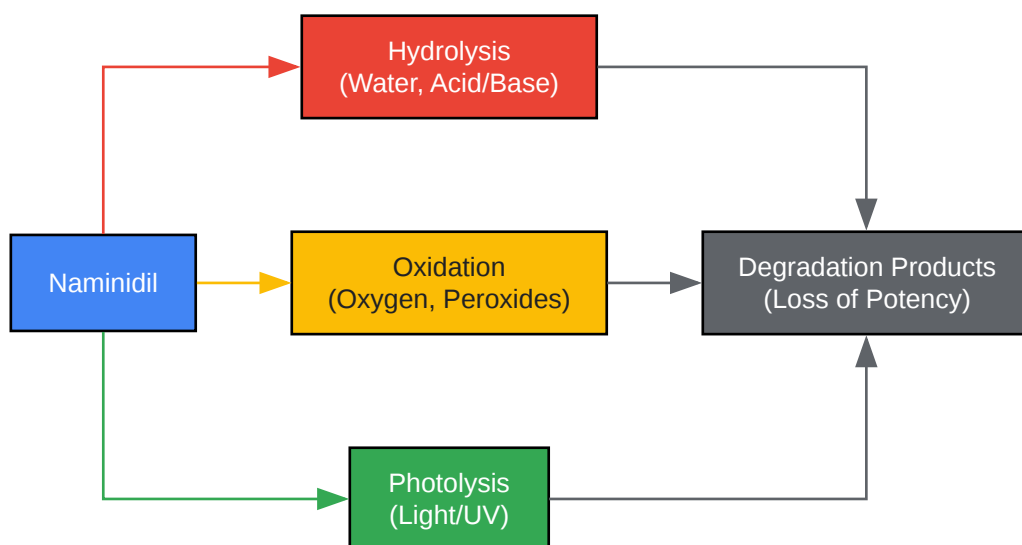 Hydrolysis
(Water, Acid/Base)
Naminidil
Oxidation
(Oxygen, Peroxides)
Degradation Products
(Loss of Potency)
Photolysis
(Light/UV)